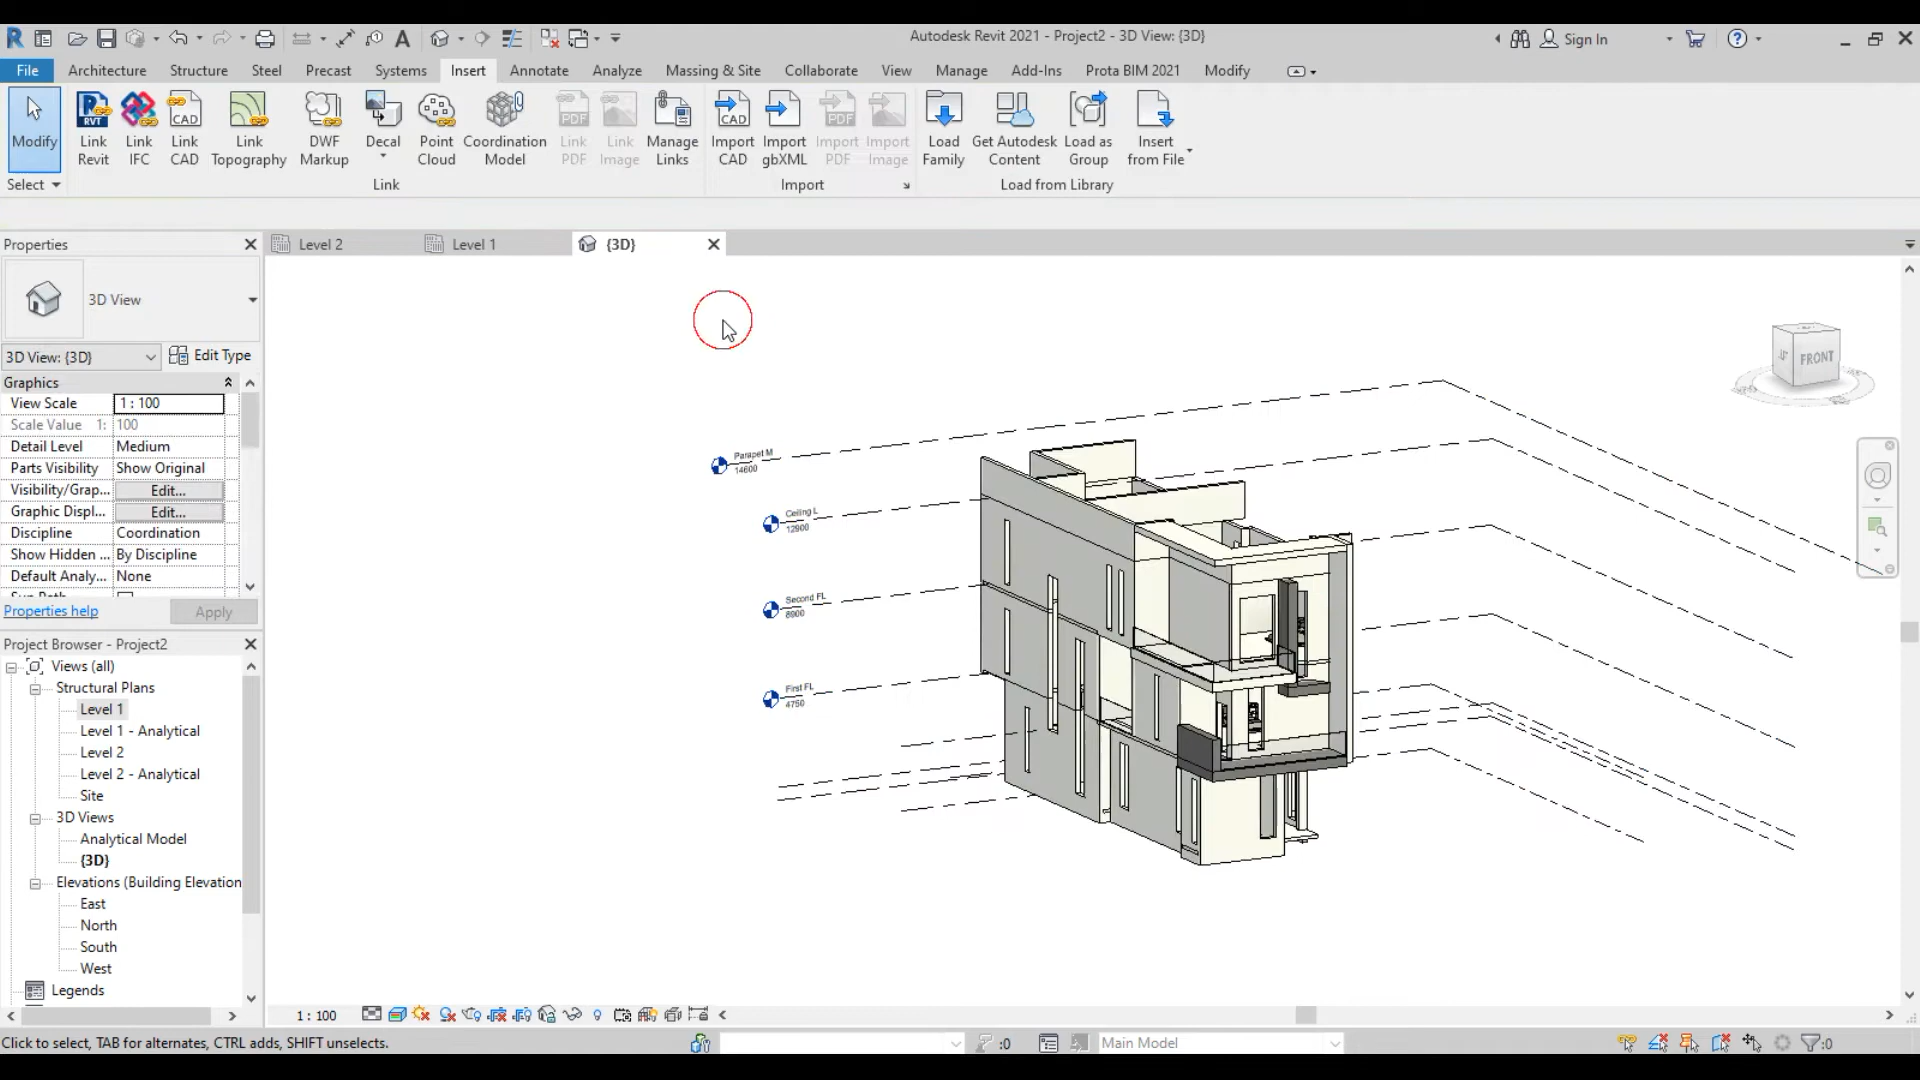 Autodesk Revit 2021 - Project2 - 3D View: {3D}
Sign In
File Architecture Structure Steel Precast Systems Insert Annotate Analyze Massing & Site Collaborate View Manage Add-Ins Prota BIM 2021 Modify
Modify
Link Revit
Link IFC
Link CAD
Link Topography
DWF Markup
Decal
Point Cloud
Coordination Model
Link PDF
Link Image
Manage Links
Import CAD
Import gbXML
Import PDF
Import Image
Load Family
Get Autodesk Content
Load as Group
Insert from File
Select
Link
Import
Load from Library
Properties
Level 2
Level 1
{3D}
3D View
3D View: {3D}
Edit Type
Graphics
View Scale 1 : 100
Scale Value 1: 100
Detail Level Medium
Parts Visibility Show Original
Visibility/Grap... Edit...
Graphic Displ... Edit...
Discipline Coordination
Show Hidden ... By Discipline
Default Analy... None
Properties help
Apply
Project Browser - Project2
Views (all)
Structural Plans
Level 1
Level 1 - Analytical
Level 2
Level 2 - Analytical
Site
3D Views
Analytical Model
{3D}
Elevations (Building Elevation
East
North
South
West
Legends
Parapet M
14600
Ceiling L
12900
Second FL
8900
First FL
4750
FRONT
1 : 100
Click to select, TAB for alternates, CTRL adds, SHIFT unselects.
:0
Main Model
:0